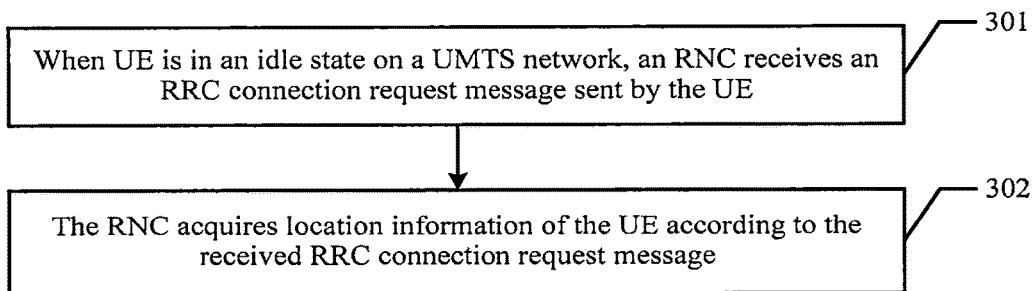 301
When UE is in an idle state on a UMTS network, an RNC receives an
RRC connection request message sent by the UE
302
The RNC acquires location information of the UE according to the
received RRC connection request message